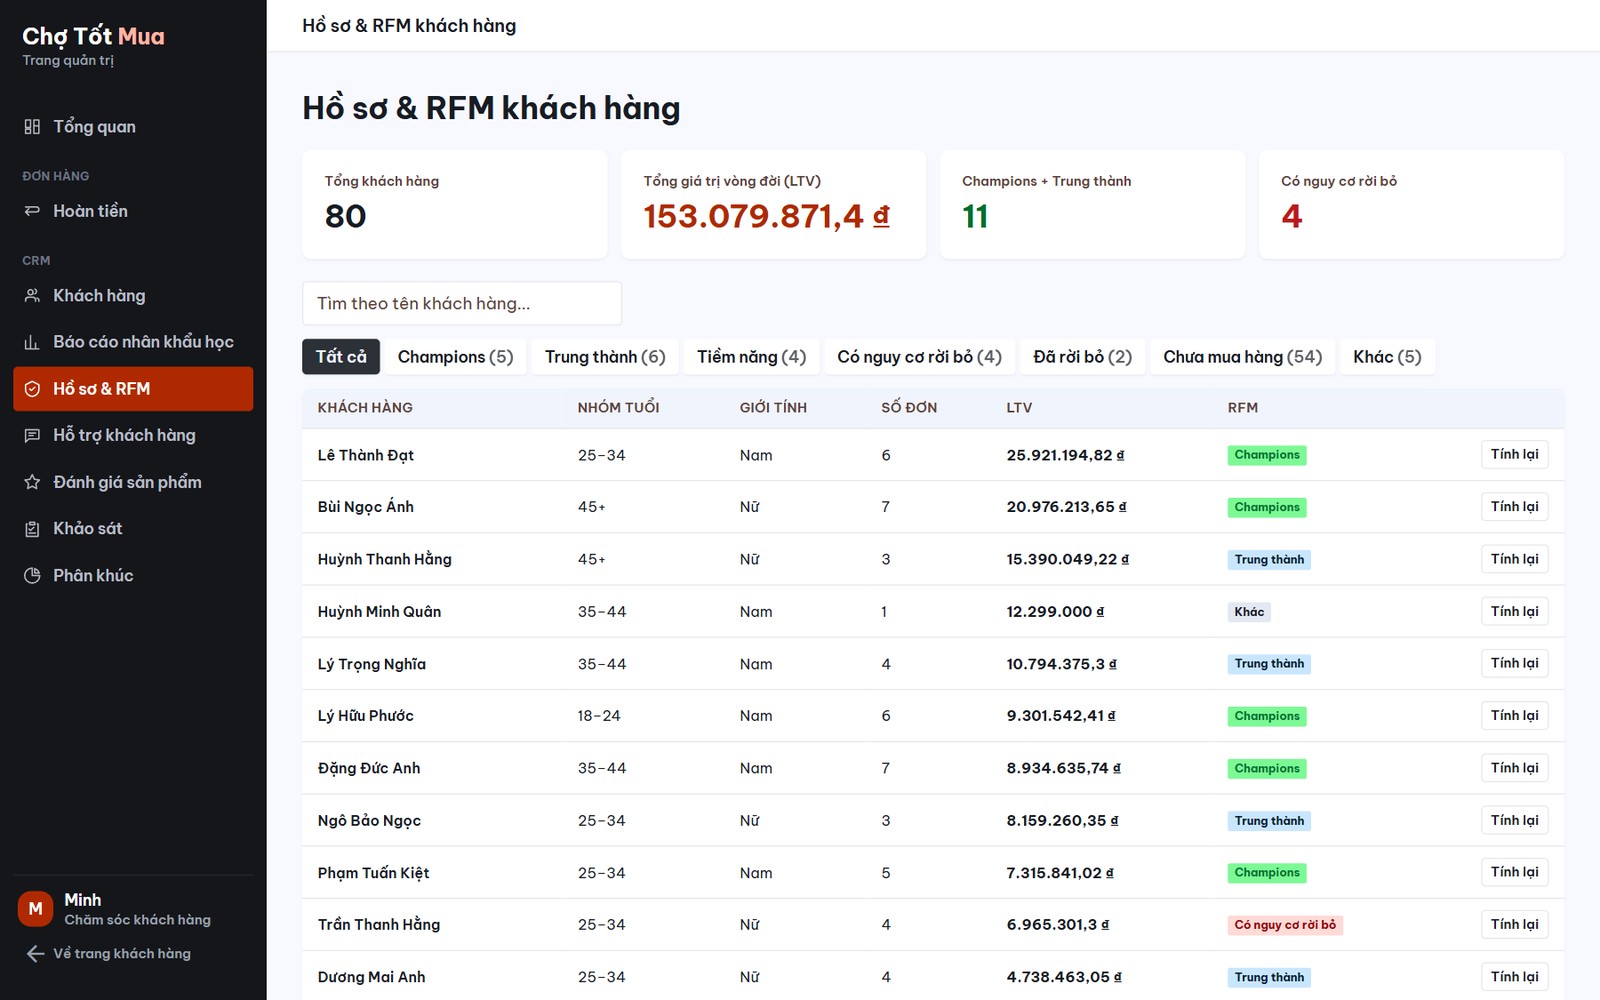 Chợ Tốt Mua
Trang quản trị
Tổng quan
ĐƠN HÀNG
Hoàn tiền
CRM
Khách hàng
Báo cáo nhân khẩu học
Hồ sơ & RFM
Hỗ trợ khách hàng
Đánh giá sản phẩm
Khảo sát
Phân khúc
M
Minh
Chăm sóc khách hàng
Về trang khách hàng
Hồ sơ & RFM khách hàng
Hồ sơ & RFM khách hàng
Tổng khách hàng
80
Tổng giá trị vòng đời (LTV)
153.079.871,4 ₫
Champions + Trung thành
11
Có nguy cơ rời bỏ
4
Tìm theo tên khách hàng...
Tất cả Champions (5) Trung thành (6) Tiềm năng (4) Có nguy cơ rời bỏ (4) Đã rời bỏ (2) Chưa mua hàng (54) Khác (5)
KHÁCH HÀNG NHÓM TUỔI GIỚI TÍNH SỐ ĐƠN LTV RFM
Lê Thành Đạt 25–34 Nam 6 25.921.194,82 ₫ Champions Tính lại
Bùi Ngọc Ánh 45+ Nữ 7 20.976.213,65 ₫ Champions Tính lại
Huỳnh Thanh Hằng 45+ Nữ 3 15.390.049,22 ₫ Trung thành Tính lại
Huỳnh Minh Quân 35–44 Nam 1 12.299.000 ₫ Khác Tính lại
Lý Trọng Nghĩa 35–44 Nam 4 10.794.375,3 ₫ Trung thành Tính lại
Lý Hữu Phước 18–24 Nam 6 9.301.542,41 ₫ Champions Tính lại
Đặng Đức Anh 35–44 Nam 7 8.934.635,74 ₫ Champions Tính lại
Ngô Bảo Ngọc 25–34 Nữ 3 8.159.260,35 ₫ Trung thành Tính lại
Phạm Tuấn Kiệt 25–34 Nam 5 7.315.841,02 ₫ Champions Tính lại
Trần Thanh Hằng 25–34 Nữ 4 6.965.301,3 ₫ Có nguy cơ rời bỏ Tính lại
Dương Mai Anh 25–34 Nữ 4 4.738.463,05 ₫ Trung thành Tính lại